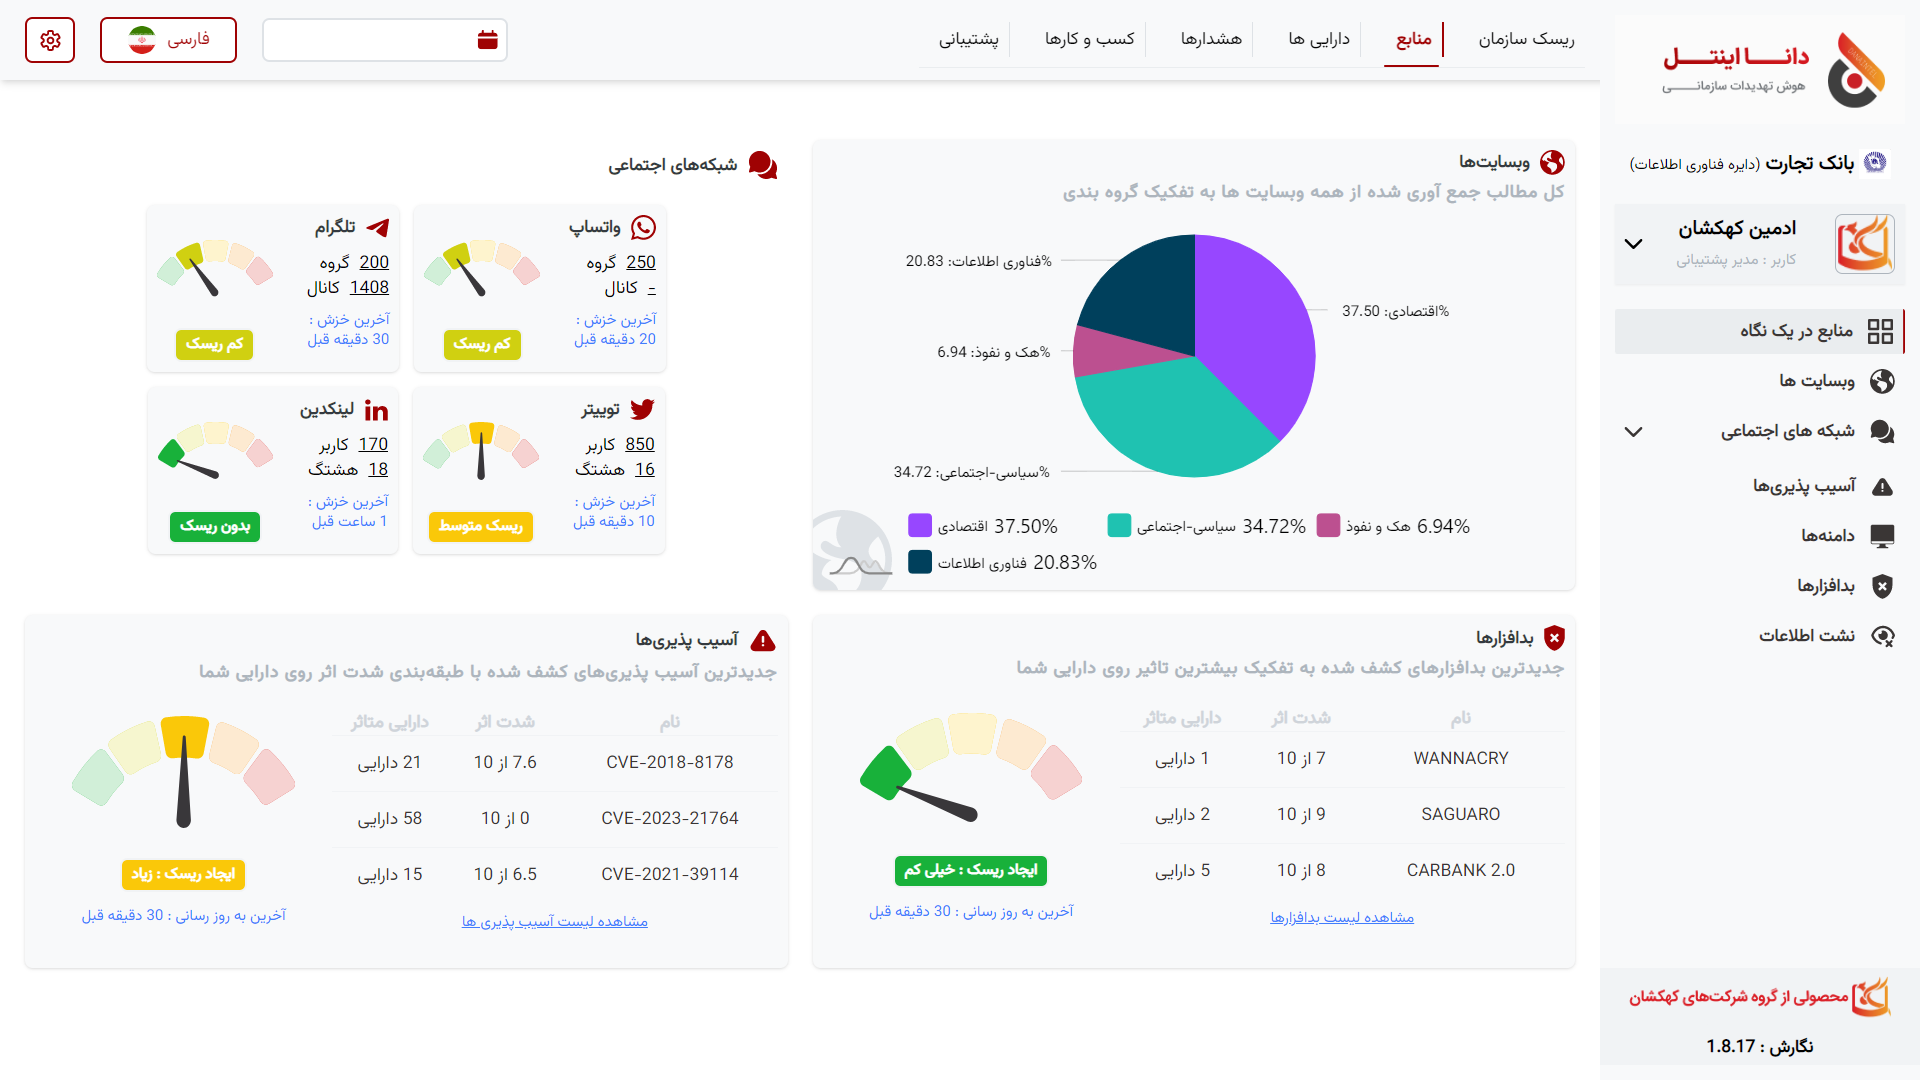 دانـــا اینتـــل
هوش تهدیدات سازمانـــی
ریسک سازمان
منابع
دارایی ها
هشدارها
کسب و کارها
پشتیبانی
فارسی
بانک تجارت (دایره فناوری اطلاعات)
ادمین کهکشان
کاربر : مدیر پشتیبانی
منابع در یک نگاه
وبسایت ها
شبکه های اجتماعی
آسیب پذیری‌ها
دامنه‌ها
بدافزارها
نشت اطلاعات
محصولی از گروه شرکت‌های کهکشان
نگارش : 1.8.17
وبسایت‌ها
کل مطالب جمع آوری شده از همه وبسایت ها به تفکیک گروه بندی
%فناوری اطلاعات: 20.83
%اقتصادی: 37.50
%هک و نفوذ: 6.94
%سیاسی-اجتماعی: 34.72
اقتصادی 37.50%
سیاسی-اجتماعی 34.72%
هک و نفوذ 6.94%
فناوری اطلاعات 20.83%
شبکه‌های اجتماعی
واتساپ
250 گروه
- کانال
آخرین خزش :
20 دقیقه قبل
کم ریسک
تلگرام
200 گروه
1408 کانال
آخرین خزش :
30 دقیقه قبل
کم ریسک
توییتر
850 کاربر
16 هشتگ
آخرین خزش :
10 دقیقه قبل
ریسک متوسط
لینکدین
170 کاربر
18 هشتگ
آخرین خزش :
1 ساعت قبل
بدون ریسک
بدافزارها
جدیدترین بدافزارهای کشف شده به تفکیک بیشترین تاثیر روی دارایی شما
نام شدت اثر دارایی متاثر
WANNACRY 7 از 10 1 دارایی
SAGUARO 9 از 10 2 دارایی
CARBANK 2.0 8 از 10 5 دارایی
مشاهده لیست بدافزارها
ایجاد ریسک : خیلی کم
آخرین به روز رسانی : 30 دقیقه قبل
آسیب پذیری‌ها
جدیدترین آسیب پذیری‌های کشف شده با طبقه‌بندی شدت اثر روی دارایی شما
نام شدت اثر دارایی متاثر
CVE-2018-8178 7.6 از 10 21 دارایی
CVE-2023-21764 0 از 10 58 دارایی
CVE-2021-39114 6.5 از 10 15 دارایی
مشاهده لیست آسیب پذیری ها
ایجاد ریسک : زیاد
آخرین به روز رسانی : 30 دقیقه قبل